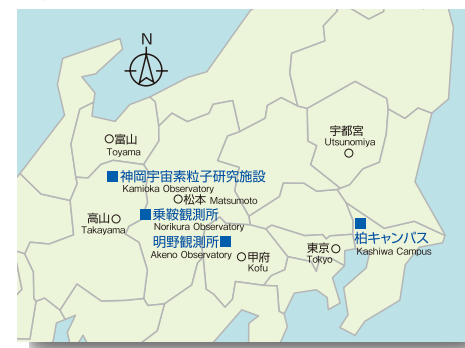 N
富山
Toyama
宇都宮
Utsunomiya
神岡宇宙素粒子研究施設
Kamioka Observatory
松本 Matsumoto
高山
Takayama
乗鞍観測所
Norikura Observatory
明野観測所
Akeno Observatory
甲府
Kofu
東京
Tokyo
柏キャンパス
Kashiwa Campus